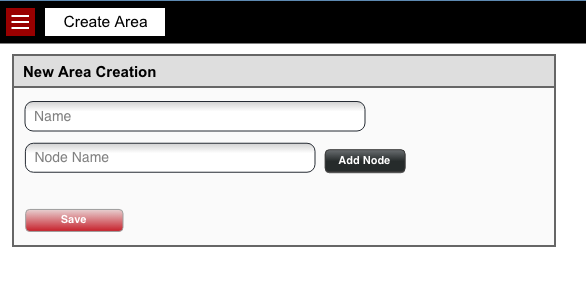 Create Area
New Area Creation
Name
Node Name
Add Node
Save